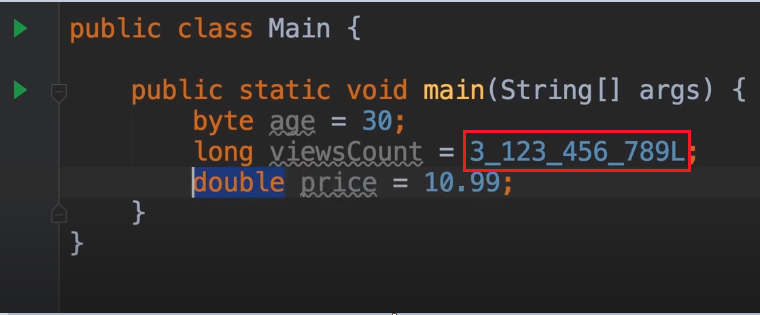 public class Main {
public static void main(String[] args) {
byte age = 30;
long viewsCount = 3_123_456_789L;
double price = 10.99;
}
}